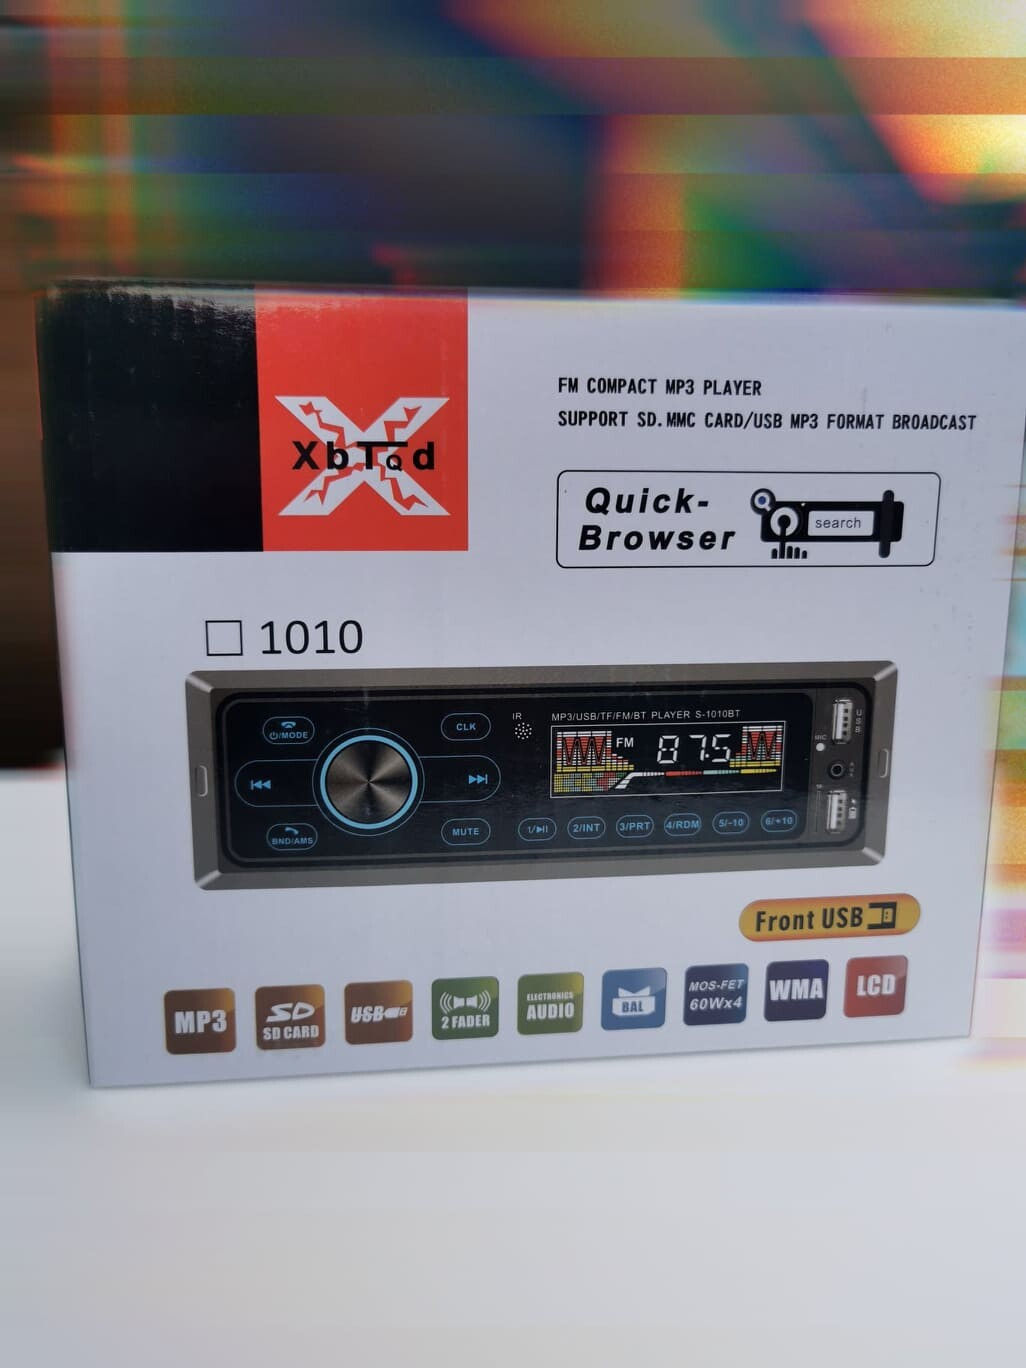 FM COMPACT MP3 PLAYER
SUPPORT SD. MMC CARD/USB MP3 FORMAT BROADCAST
XbTQd
Quick-
Browser
search
1010
IR
MP3/USB/TF/FM/BT PLAYER S-1010BT
/MODE
CLK
FM 87.5
USB
MIC
BND/AMS
MUTE
1/
2/INT
3/PRT
4/RDM
5/-10
6/+10
Front USB
MP3
SD
SD CARD
USB
2 FADER
ELECTRONICS
AUDIO
BAL
MOS-FET
60Wx4
WMA
LCD